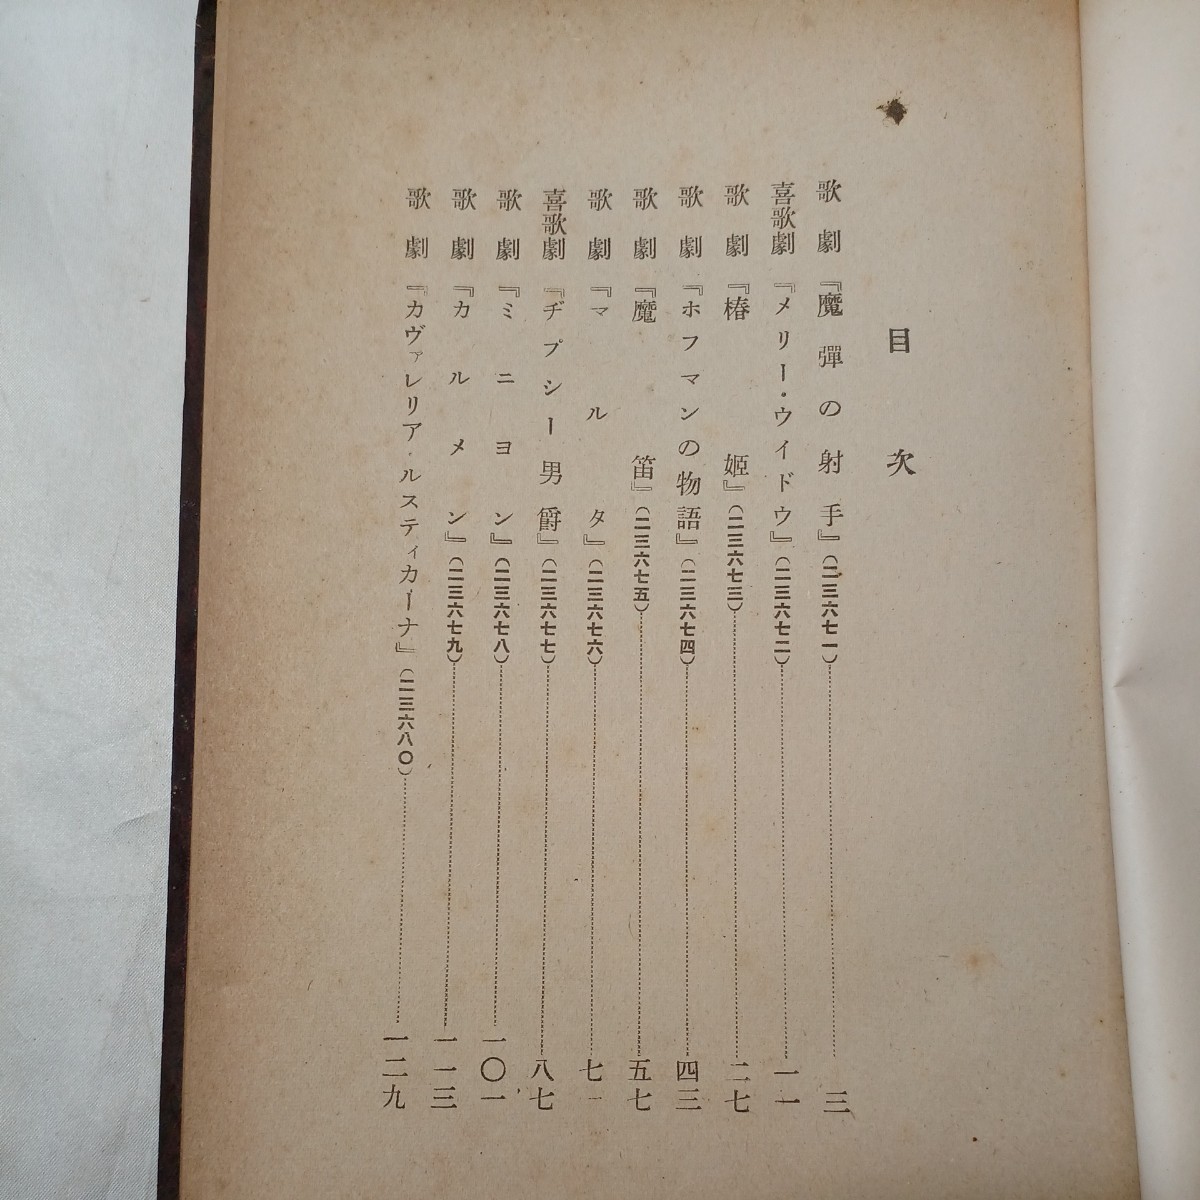 目次
歌劇『魔彈の射手』(二三六七一)三
喜歌劇『メリー・ウイドウ』(二三六七二)一一
歌劇『椿姫』(二三六七三)二七
歌劇『ホフマンの物語』(二三六七四)四三
歌劇『魔笛』(二三六七五)五七
歌劇『マルタ』(二三六七六)七一
喜歌劇『ヂプシー男爵』(二三六七七)八七
歌劇『ミニヨン』(二三六七八)一〇一
歌劇『カルメン』(二三六七九)一一三
歌劇『カヴァレリア・ルスティカーナ』(二三六八〇)一二九